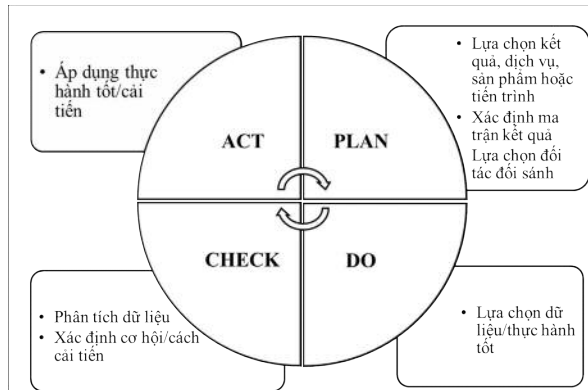 • Áp dụng thực
hành tốt/cải
tiến
ACT
PLAN
• Lựa chọn kết
quả, dịch vụ,
sản phẩm hoặc
tiến trình
• Xác định ma
trận kết quả
Lựa chọn đối
tác đối sánh
CHECK
DO
• Phân tích dữ liệu
• Xác định cơ hội/cách
cải tiến
• Lựa chọn dữ
liệu/thực hành
tốt